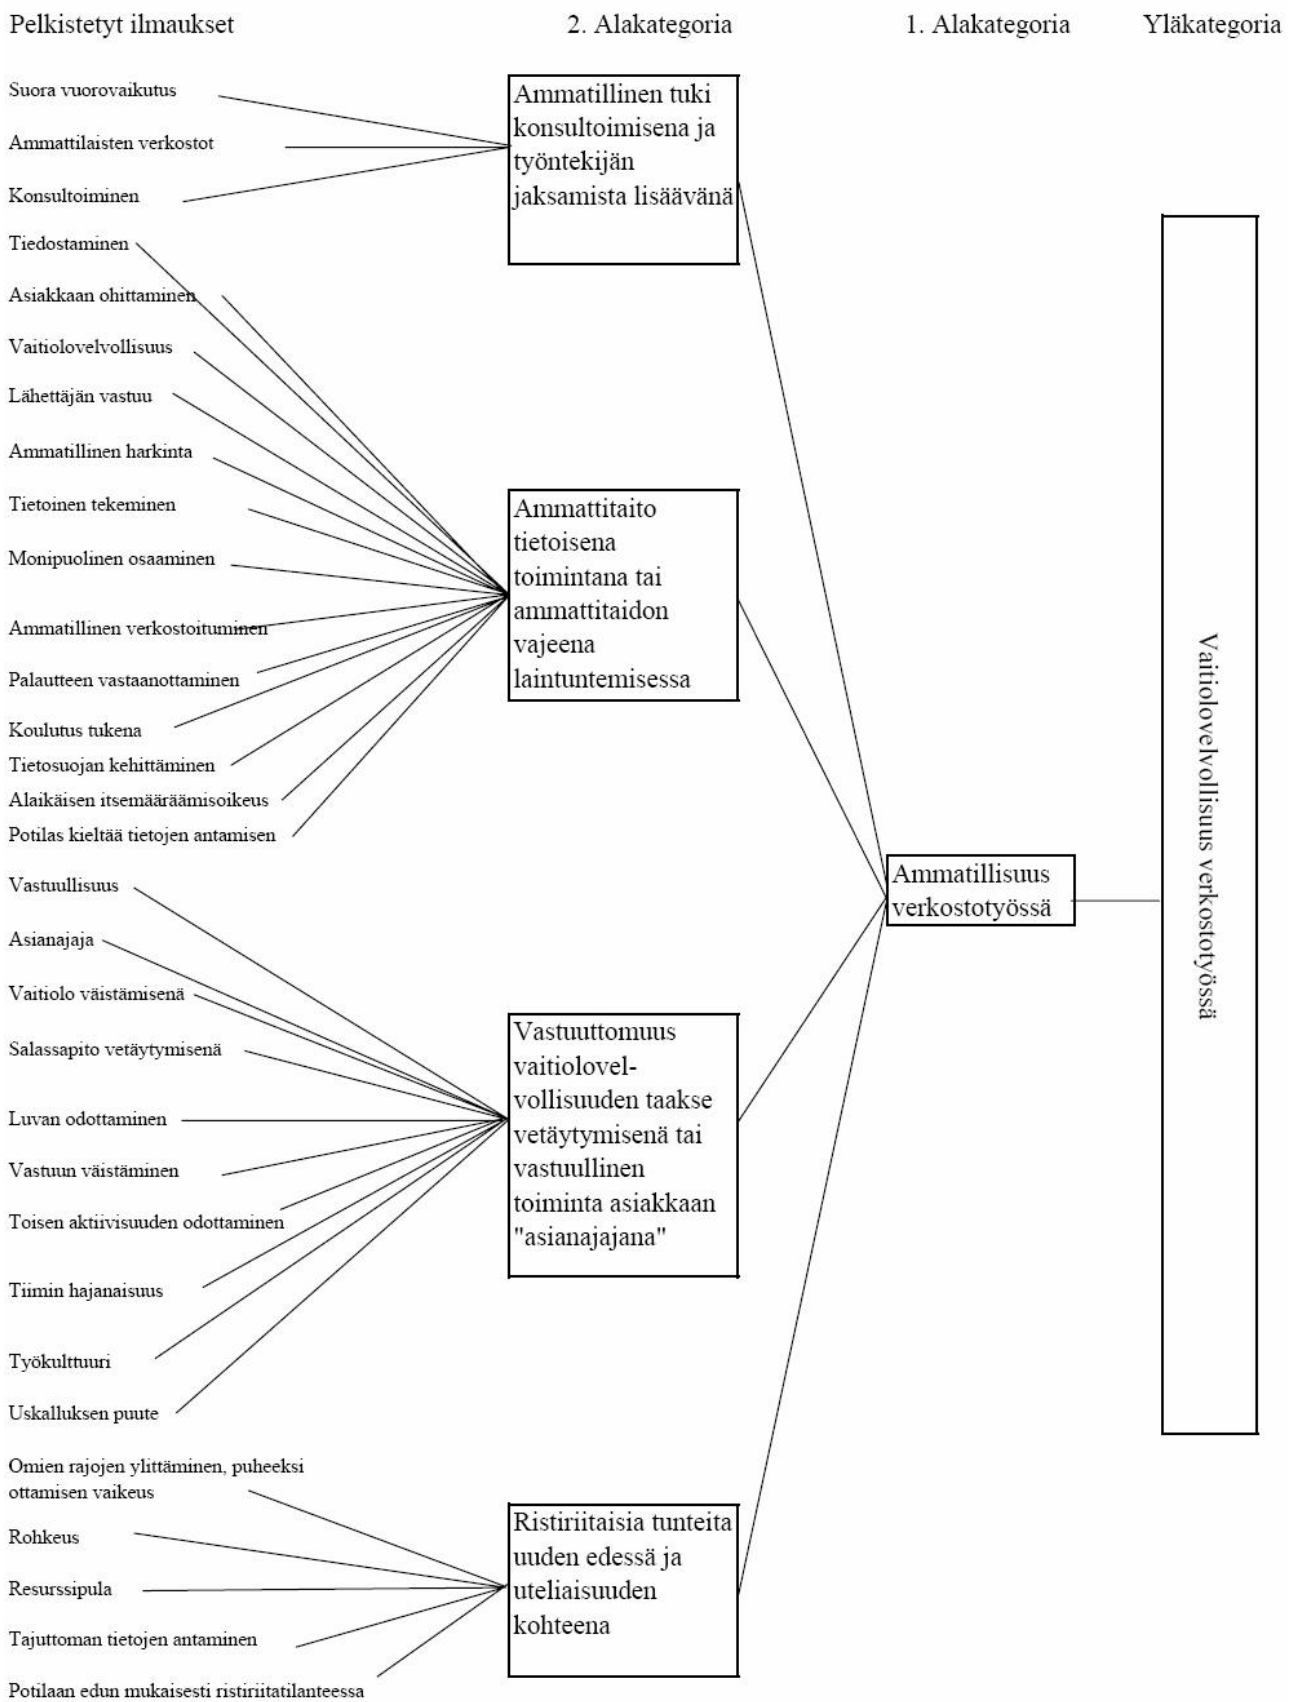 Pelkistetyt ilmaukset
2. Alakategoria
1. Alakategoria
Yläkategoria
Suora vuorovaikutus
Ammattilaisten verkostot
Konsultoiminen
Tiedostaminen
Asiakkaan ohittaminen
Vaitiolovelvollisuus
Lähettäjän vastuu
Ammatillinen harkinta
Tietoinen tekeminen
Monipuolinen osaaminen
Ammatillinen verkostoituminen
Palautteen vastaanottaminen
Koulutus tukena
Tietosuojan kehittäminen
Alaikäisen itsemääräämisoikeus
Potilas kieltää tietojen antamisen
Vastuullisuus
Asianajaja
Vaitiolo väistämisenä
Salassapito vetäytymisenä
Luvan odottaminen
Vastuun väistäminen
Toisen aktiivisuuden odottaminen
Tiimin hajanaisuus
Työkulttuuri
Uskalluksen puute
Omien rajojen ylittäminen, puheeksi
ottamisen vaikeus
Rohkeus
Resurssipula
Tajuttoman tietojen antaminen
Potilaan edun mukaisesti ristiriitatilanteessa
Ammatillinen tuki
konsultoimisena ja
työntekijän
jaksamista lisäävänä
Ammattitaito
tietoisena
toimintana tai
ammattitaidon
vajeena
laintuntemisessa
Vastuuttomuus
vaitiolovel-
vollisuuden taakse
vetäytymisenä tai
vastuullinen
toiminta asiakkaan
"asianajajana"
Ristiriitaisia tunteita
uuden edessä ja
uteliaisuuden
kohteena
Ammatillisuus
verkostotyössä
Vaitiolovelvollisuus verkostotyössä